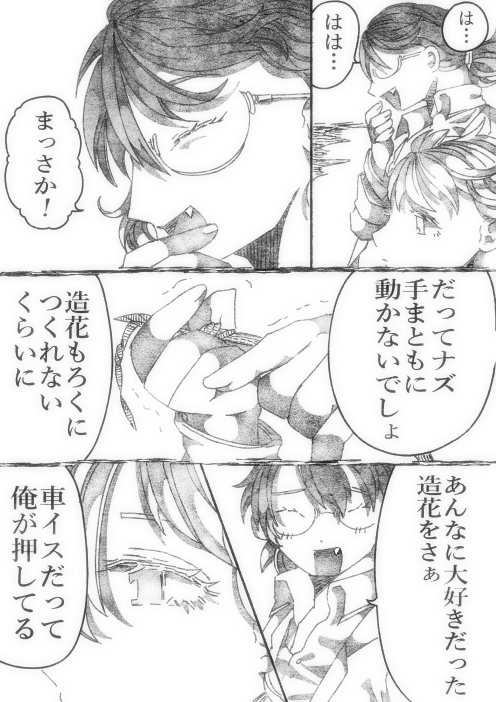 は…
はは…
まっさか！
だってナズ
手まともに
動かないでしょ
造花もろくに
つくれない
くらいに
あんなに大好きだった
造花をさぁ
車イスだって
俺が押してる